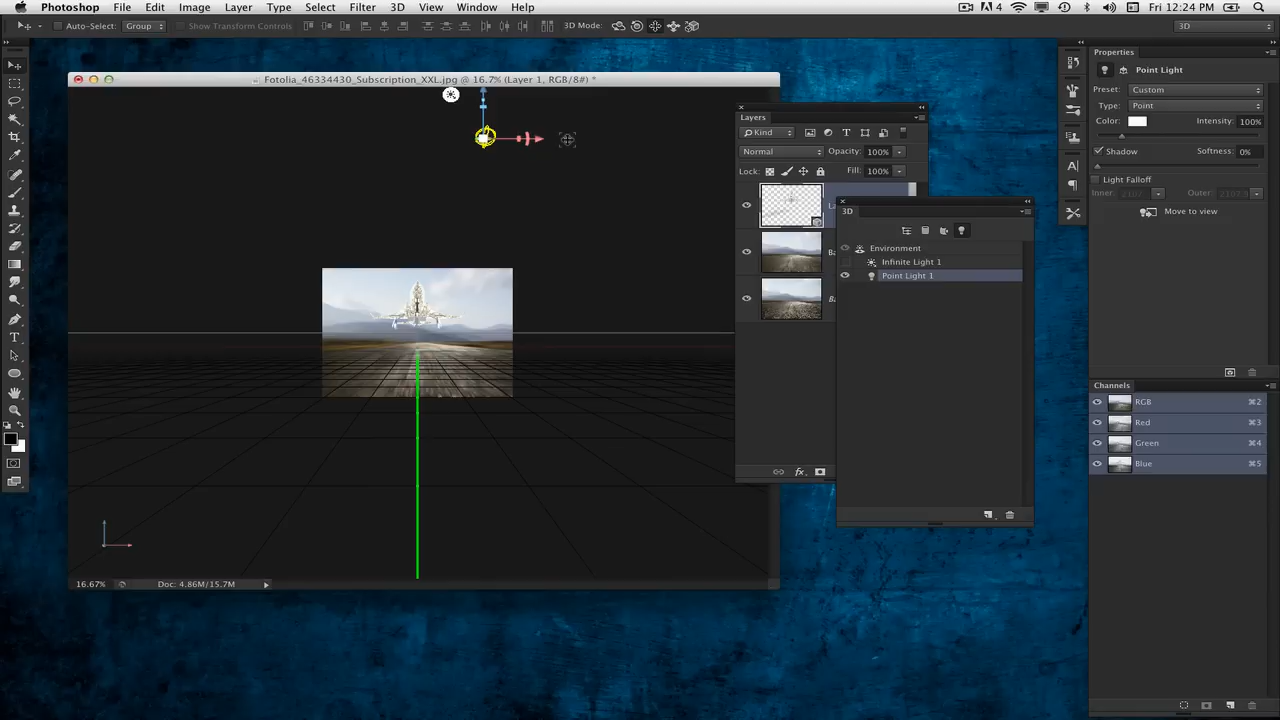 Photoshop File Edit Image Layer Type Select Filter 3D View Window Help 4 Fri 12:24 PM
Auto-Select: Group Show Transform Controls 3D Mode: 3D
Fotolia_46334430_Subscription_XXL.jpg @ 16.7% (Layer 1, RGB/8#) *
16.67% Doc: 4.86M/15.7M
Layers
Kind
Normal Opacity: 100%
Lock: Fill: 100%
3D
Environment
Infinite Light 1
Point Light 1
Properties
Point Light
Preset: Custom
Type: Point
Color: Intensity: 100%
Shadow Softness: 0%
Light Falloff
Inner: Outer:
Move to view
Channels
RGB ⌘2
Red ⌘3
Green ⌘4
Blue ⌘5